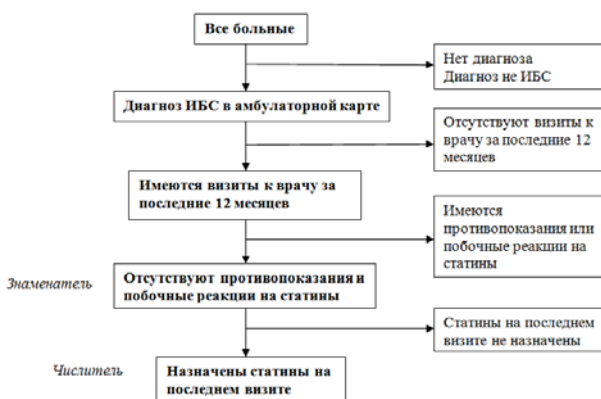 Все больные
Нет диагноза
Диагноз не ИБС
Диагноз ИБС в амбулаторной карте
Отсутствуют визиты к
врачу за последние 12
месяцев
Имеются визиты к врачу за
последние 12 месяцев
Имеются
противопоказания или
побочные реакции на
статины
Знаменатель
Отсутствуют противопоказания и
побочные реакции на статины
Статины на последнем
визите не назначены
Числитель
Назначены статины на
последнем визите